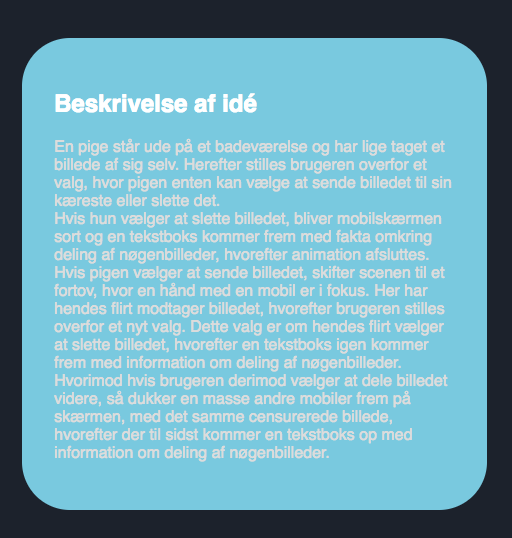 Beskrivelse af idé
En pige står ude på et badeværelse og har lige taget et
billede af sig selv. Herefter stilles brugeren overfor et
valg, hvor pigen enten kan vælge at sende billedet til sin
kæreste eller slette det.
Hvis hun vælger at slette billedet, bliver mobilskærmen
sort og en tekstboks kommer frem med fakta omkring
deling af nøgenbilleder, hvorefter animation afsluttes.
Hvis pigen vælger at sende billedet, skifter scenen til et
fortov, hvor en hånd med en mobil er i fokus. Her har
hendes flirt modtager billedet, hvorefter brugeren stilles
overfor et nyt valg. Dette valg er om hendes flirt vælger
at slette billedet, hvorefter en tekstboks igen kommer
frem med information om deling af nøgenbilleder.
Hvorimod hvis brugeren derimod vælger at dele billedet
videre, så dukker en masse andre mobiler frem på
skærmen, med det samme censurerede billede,
hvorefter der til sidst kommer en tekstboks op med
information om deling af nøgenbilleder.